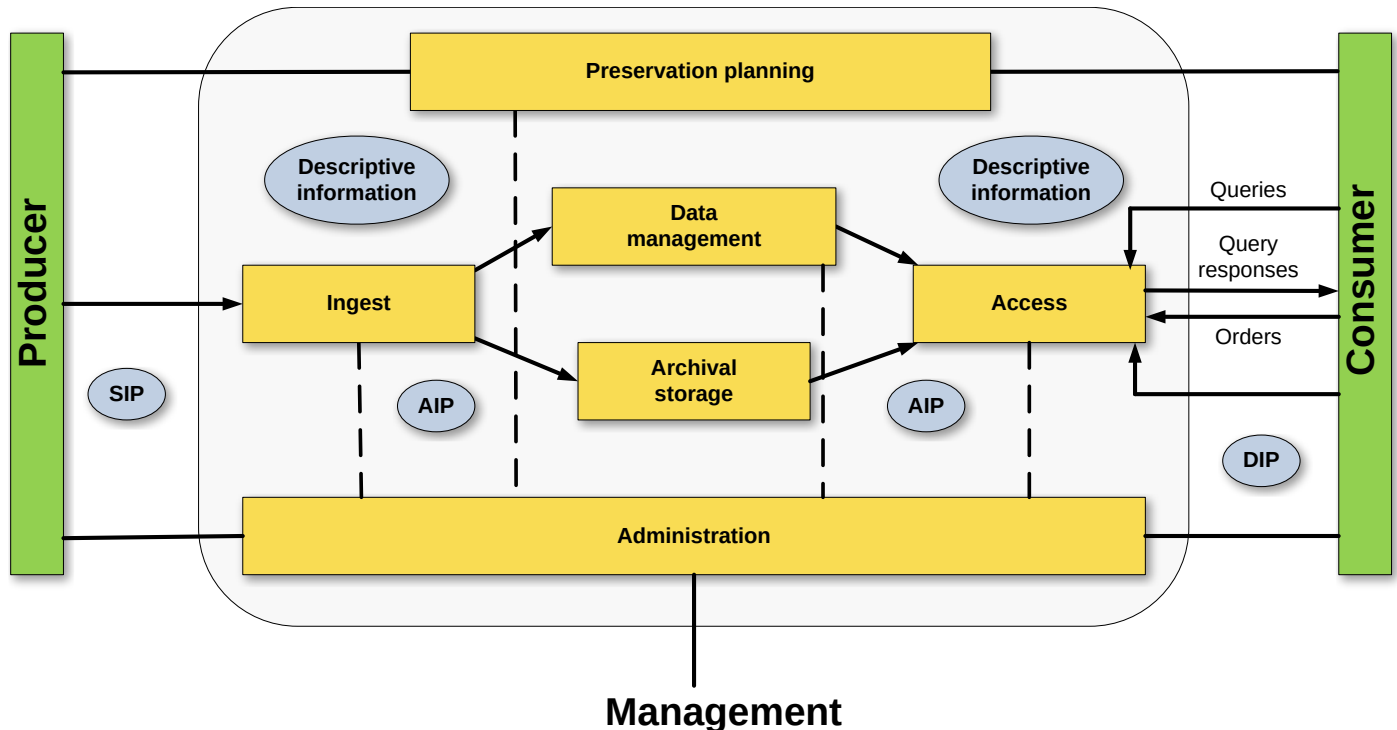 Producer
Preservation planning
Descriptive
information
Descriptive
information
Consumer
Queries
Data
management
Query
responses
Ingest
Access
Orders
SIP
AIP
Archival
storage
AIP
DIP
Administration
Management